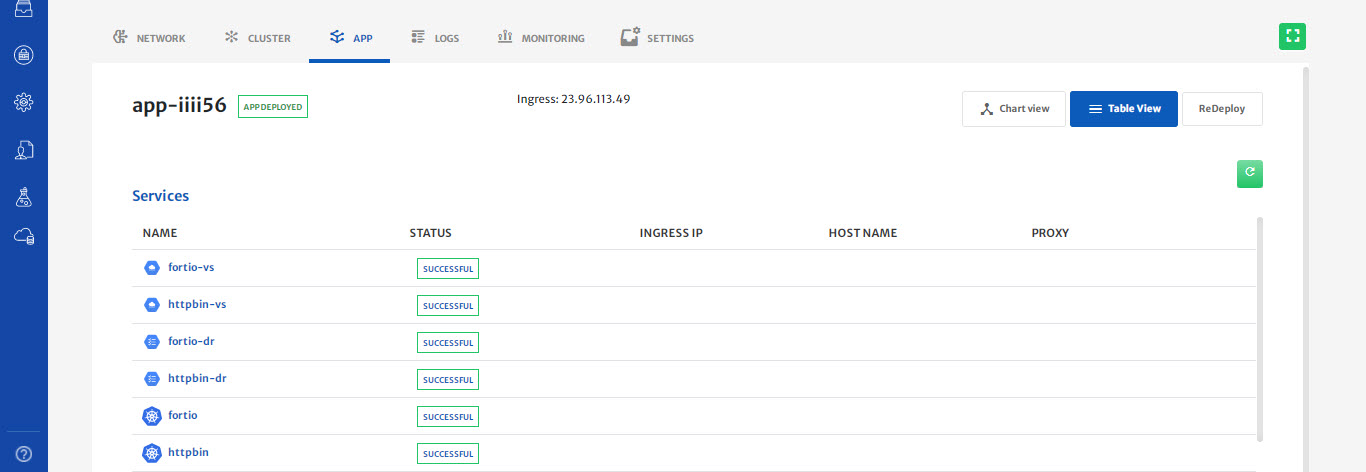 NETWORK CLUSTER APP LOGS MONITORING SETTINGS
app-iiii56 APP DEPLOYED Ingress: 23.96.113.49 Chart view Table View ReDeploy
Services
NAME STATUS INGRESS IP HOST NAME PROXY
fortio-vs SUCCESSFUL
httpbin-vs SUCCESSFUL
fortio-dr SUCCESSFUL
httpbin-dr SUCCESSFUL
fortio SUCCESSFUL
httpbin SUCCESSFUL